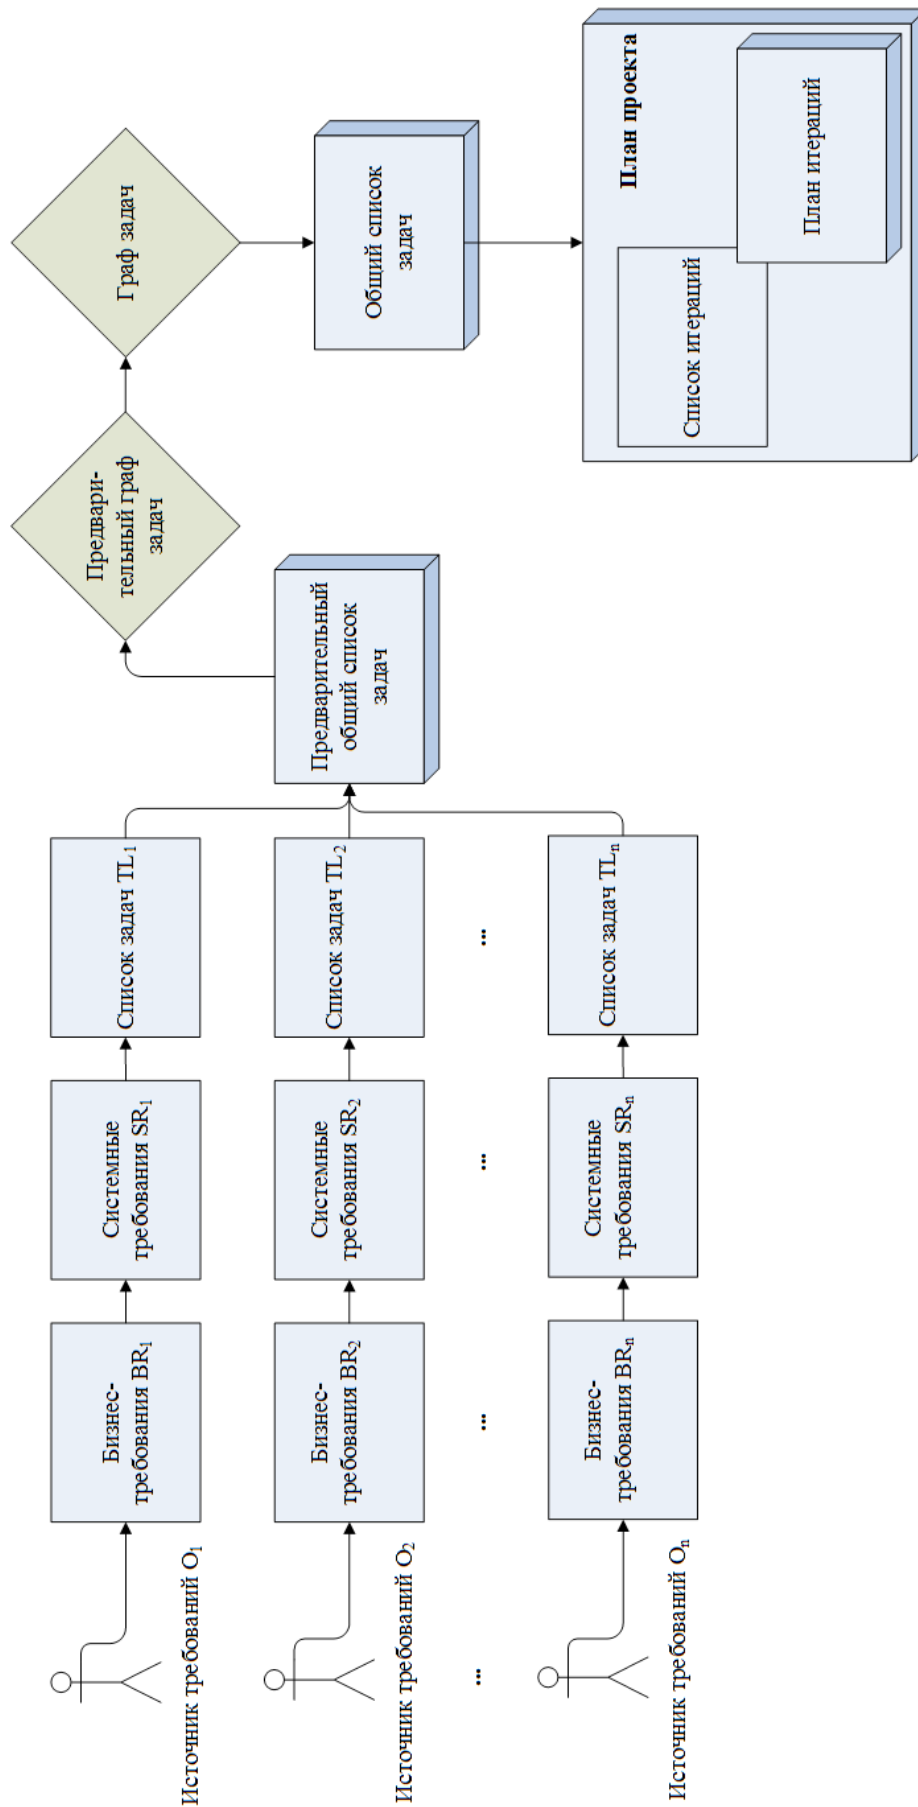 Источник требований O1
Бизнес-
требования BR1
Системные
требования SR1
Список задач TL1
Источник требований O2
Бизнес-
требования BR2
Системные
требования SR2
Список задач TL2
...
...
...
...
Источник требований On
Бизнес-
требования BRn
Системные
требования SRn
Список задач TLn
Предварительный
общий список
задач
Предвари-
тельный граф
задач
Граф задач
Общий список
задач
План проекта
Список итераций
План итераций